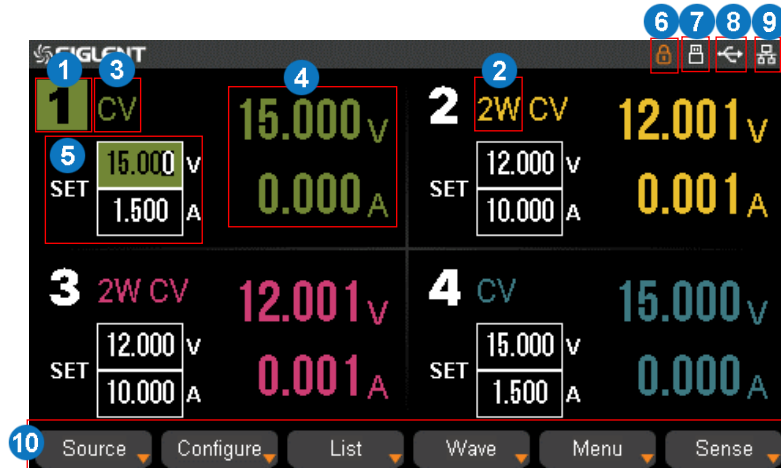 6 7 8 9
SIGLENT
1 3 4 2
1 CV 15.000 V
5 SET 15.000 V
1.500 A
0.000 A
2 2W CV 12.001 V
SET 12.000 V
10.000 A
0.001 A
3 2W CV 12.001 V
SET 12.000 V
10.000 A
0.001 A
4 CV 15.000 V
SET 15.000 V
1.500 A
0.000 A
10 Source Configure List Wave Menu Sense